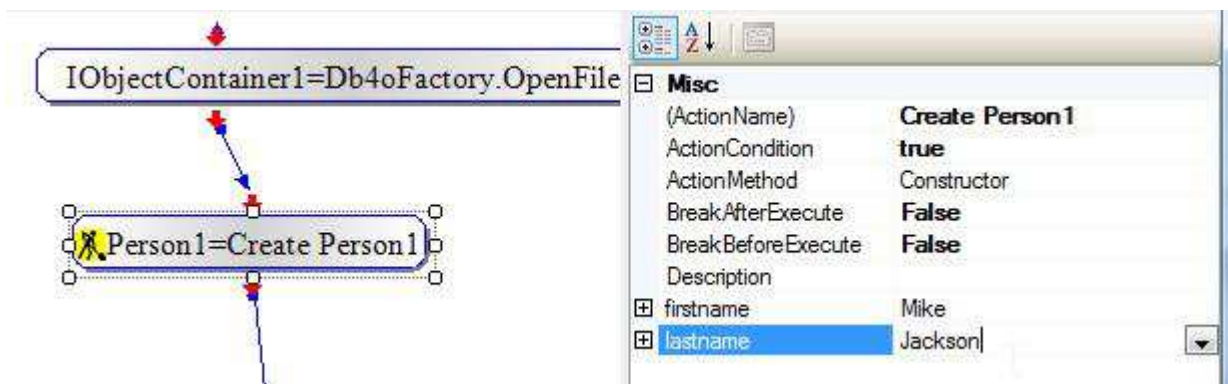 IObjectContainer1=Db4oFactory.OpenFile
Person1=Create Person1
A
Z
Misc
(ActionName) Create Person1
ActionCondition true
ActionMethod Constructor
BreakAfterExecute False
BreakBeforeExecute False
Description
firstname Mike
lastname Jackson